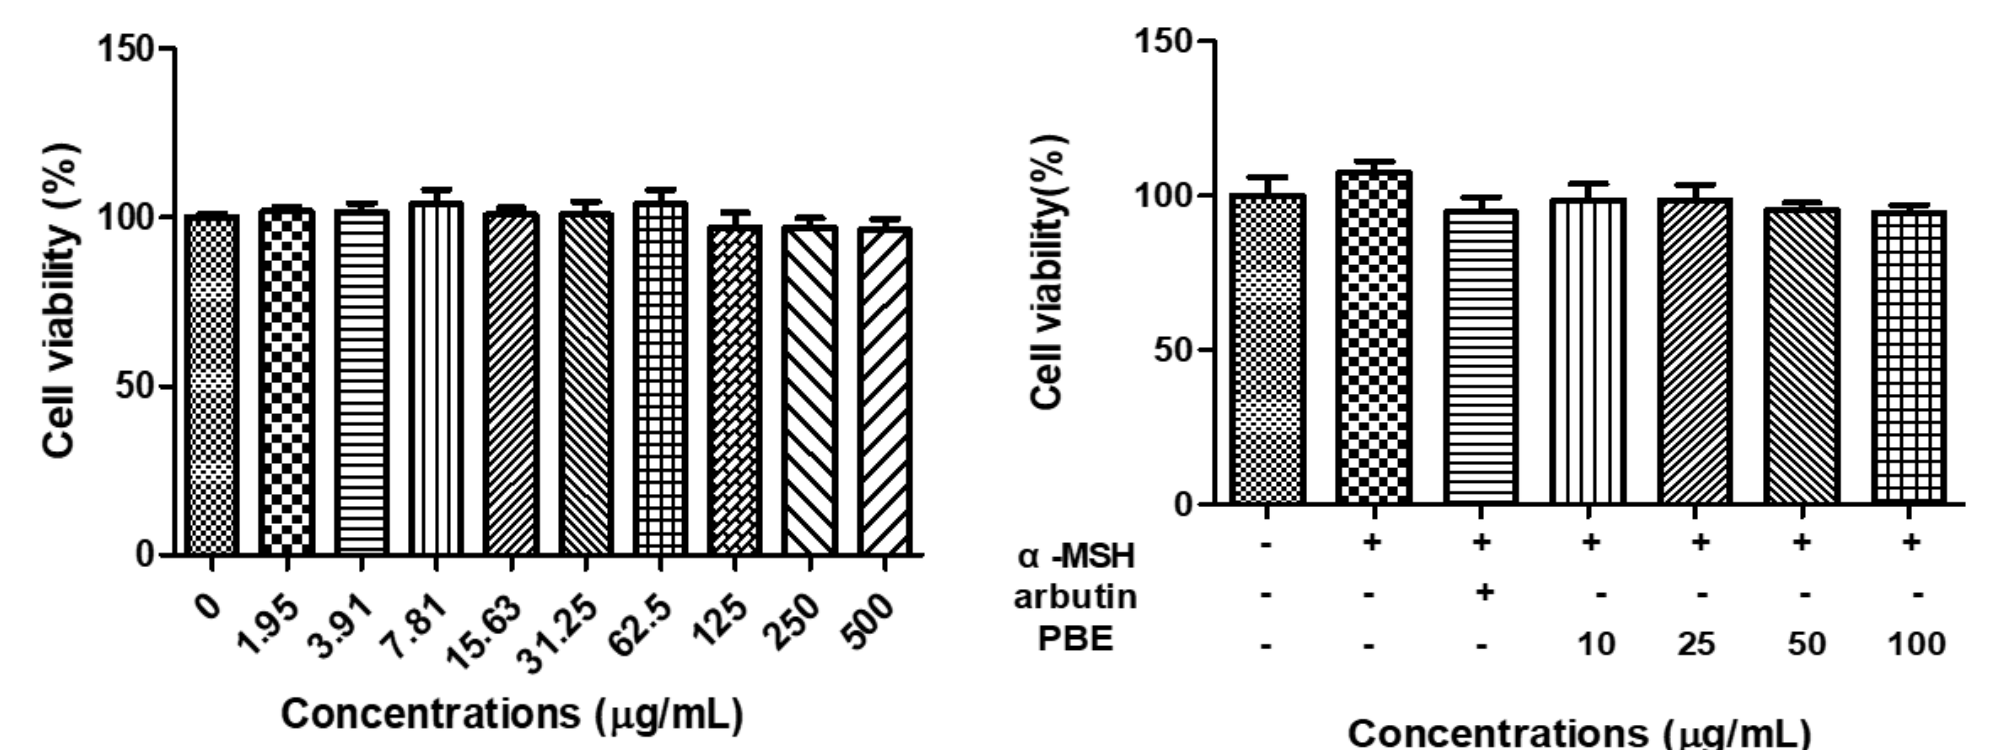 150
100
50
0
Cell viability (%)
0 1.95 3.91 7.81 15.63 31.25 62.5 125 250 500
Concentrations (μg/mL)
150
100
50
0
Cell viability(%)
α -MSH - + + + + + +
arbutin - - + - - - -
PBE - - - 10 25 50 100
Concentrations (μg/mL)